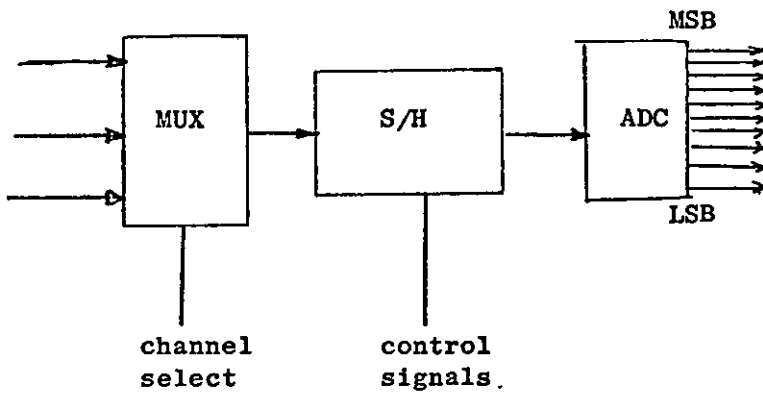 MSB
MUX
S/H
ADC
LSB
channel
select
control
signals.